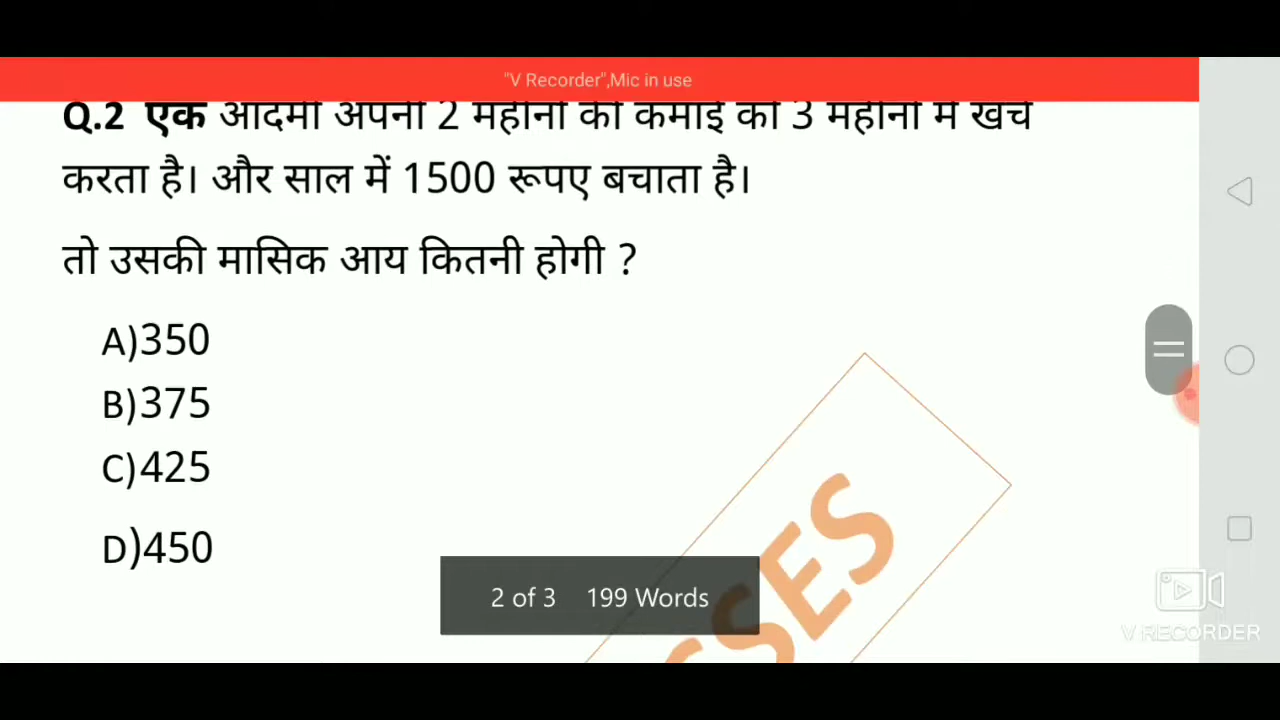 "V Recorder",Mic in use
Q.2 एक आदमी अपनी 2 महीनों की कमाई को 3 महीनों में खर्च
करता है। और साल में 1500 रूपए बचाता है।
तो उसकी मासिक आय कितनी होगी ?
A)350
B)375
C)425
D)450
SSES
2 of 3 199 Words
V RECORDER